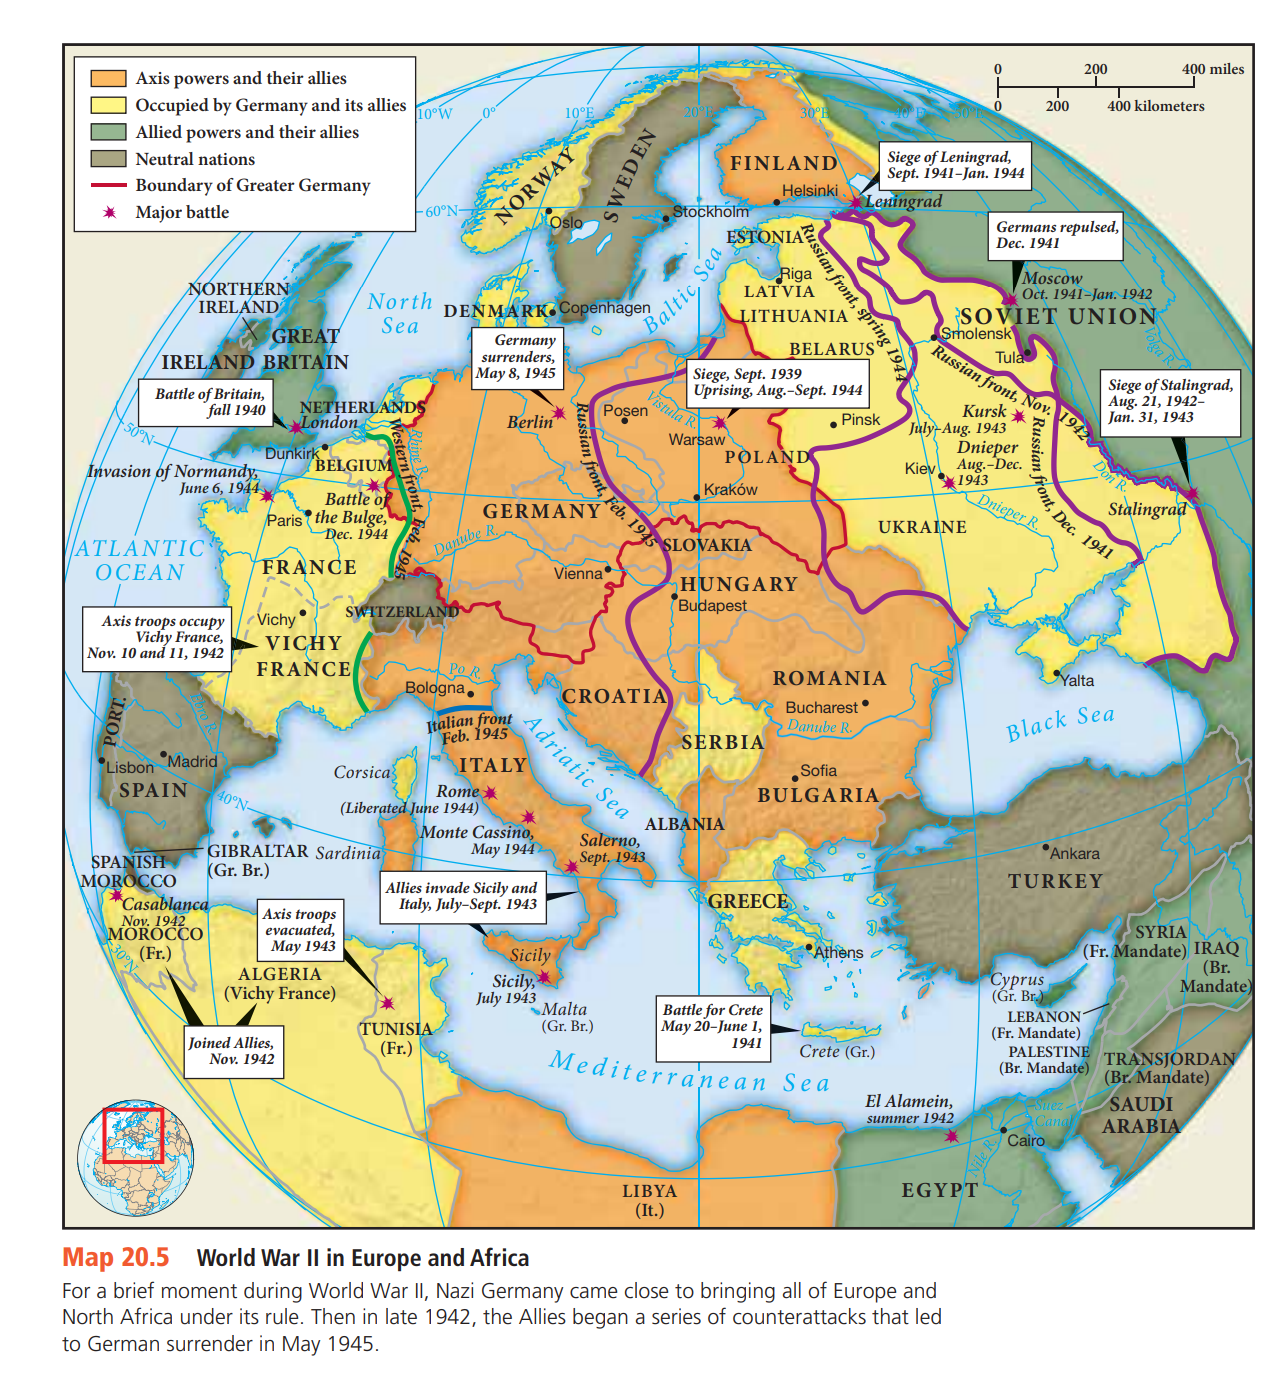 Axis powers and their allies
Occupied by Germany and its allies
Allied powers and their allies
Neutral nations
Boundary of Greater Germany
Major battle
0 200 400 miles
0 200 400 kilometers
10°W 0° 10°E 20°E 30°E 40°E 50°E
60°N
50°N
40°N
30°N
NORWAY
SWEDEN
FINLAND
Helsinki
Oslo
Stockholm
Siege of Leningrad,
Sept. 1941–Jan. 1944
Leningrad
Germans repulsed,
Dec. 1941
Moscow
Oct. 1941–Jan. 1942
SOVIET UNION
Volga R.
ESTONIA
Riga
LATVIA
LITHUANIA
BELARUS
Smolensk
Tula
Russian front, spring 1944
Russian front, Nov. 1942
Russian front, Dec. 1941
Russian front, Feb. 1945
NORTHERN
IRELAND
GREAT
IRELAND BRITAIN
North
Sea
DENMARK
Copenhagen
Baltic Sea
Germany
surrenders,
May 8, 1945
Berlin
Siege, Sept. 1939
Uprising, Aug.–Sept. 1944
Posen
Vistula R.
Warsaw
POLAND
Pinsk
Kursk
July–Aug. 1943
Dnieper
Aug.–Dec.
1943
Kiev
Dnieper R.
Don R.
Siege of Stalingrad,
Aug. 21, 1942–
Jan. 31, 1943
Stalingrad
Battle of Britain,
fall 1940
NETHERLANDS
London
Dunkirk
BELGIUM
Rhine R.
Western front, Feb. 1945
Invasion of Normandy,
June 6, 1944
Battle of
the Bulge,
Dec. 1944
Paris
GERMANY
Kraków
UKRAINE
ATLANTIC
OCEAN
FRANCE
Danube R.
Vienna
SLOVAKIA
HUNGARY
Budapest
SWITZERLAND
Vichy
VICHY
FRANCE
Axis troops occupy
Vichy France,
Nov. 10 and 11, 1942
Po R.
Bologna
Italian front
Feb. 1945
CROATIA
ROMANIA
Bucharest
Danube R.
Yalta
Black Sea
PORT.
Ebro R.
Lisbon
Madrid
SPAIN
Corsica
ITALY
Adriatic Sea
SERBIA
Sofia
BULGARIA
Rome
(Liberated June 1944)
Monte Cassino,
May 1944
Salerno,
Sept. 1943
ALBANIA
GIBRALTAR
(Gr. Br.)
Sardinia
SPANISH
MOROCCO
Casablanca
Nov. 1942
MOROCCO
(Fr.)
Allies invade Sicily and
Italy, July–Sept. 1943
GREECE
Athens
Ankara
TURKEY
Axis troops
evacuated,
May 1943
ALGERIA
(Vichy France)
Joined Allies,
Nov. 1942
TUNISIA
(Fr.)
Sicily
Sicily,
July 1943
Malta
(Gr. Br.)
Battle for Crete
May 20–June 1,
1941
Crete (Gr.)
SYRIA
(Fr. Mandate)
IRAQ
(Br.
Mandate)
Cyprus
(Gr. Br.)
LEBANON
(Fr. Mandate)
PALESTINE
(Br. Mandate)
TRANSJORDAN
(Br. Mandate)
SAUDI
ARABIA
Mediterranean Sea
El Alamein,
summer 1942
Suez
Canal
Cairo
Nile R.
EGYPT
LIBYA
(It.)
Map 20.5 World War II in Europe and Africa
For a brief moment during World War II, Nazi Germany came close to bringing all of Europe and
North Africa under its rule. Then in late 1942, the Allies began a series of counterattacks that led
to German surrender in May 1945.